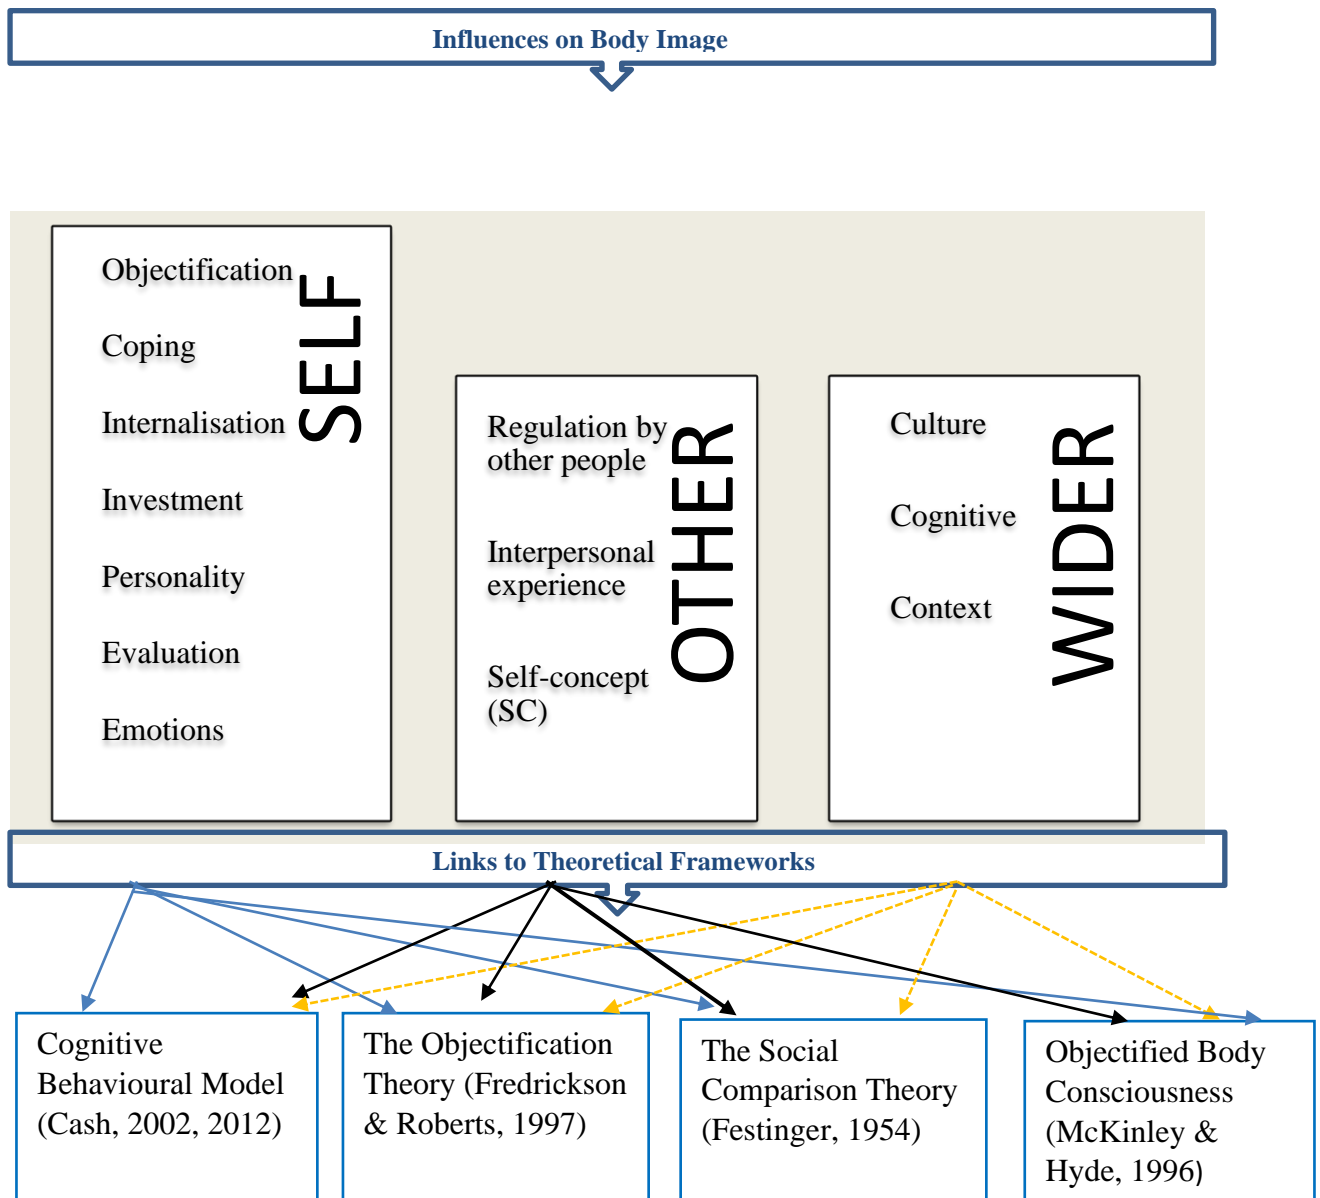 Influences on Body Image
Objectification
Coping
Internalisation
Investment
Personality
Evaluation
Emotions
SELF
Regulation by
other people
Interpersonal
experience
Self-concept
(SC)
OTHER
Culture
Cognitive
Context
WIDER
Links to Theoretical Frameworks
Cognitive
Behavioural Model
(Cash, 2002, 2012)
The Objectification
Theory (Fredrickson
& Roberts, 1997)
The Social
Comparison Theory
(Festinger, 1954)
Objectified Body
Consciousness
(McKinley &
Hyde, 1996)